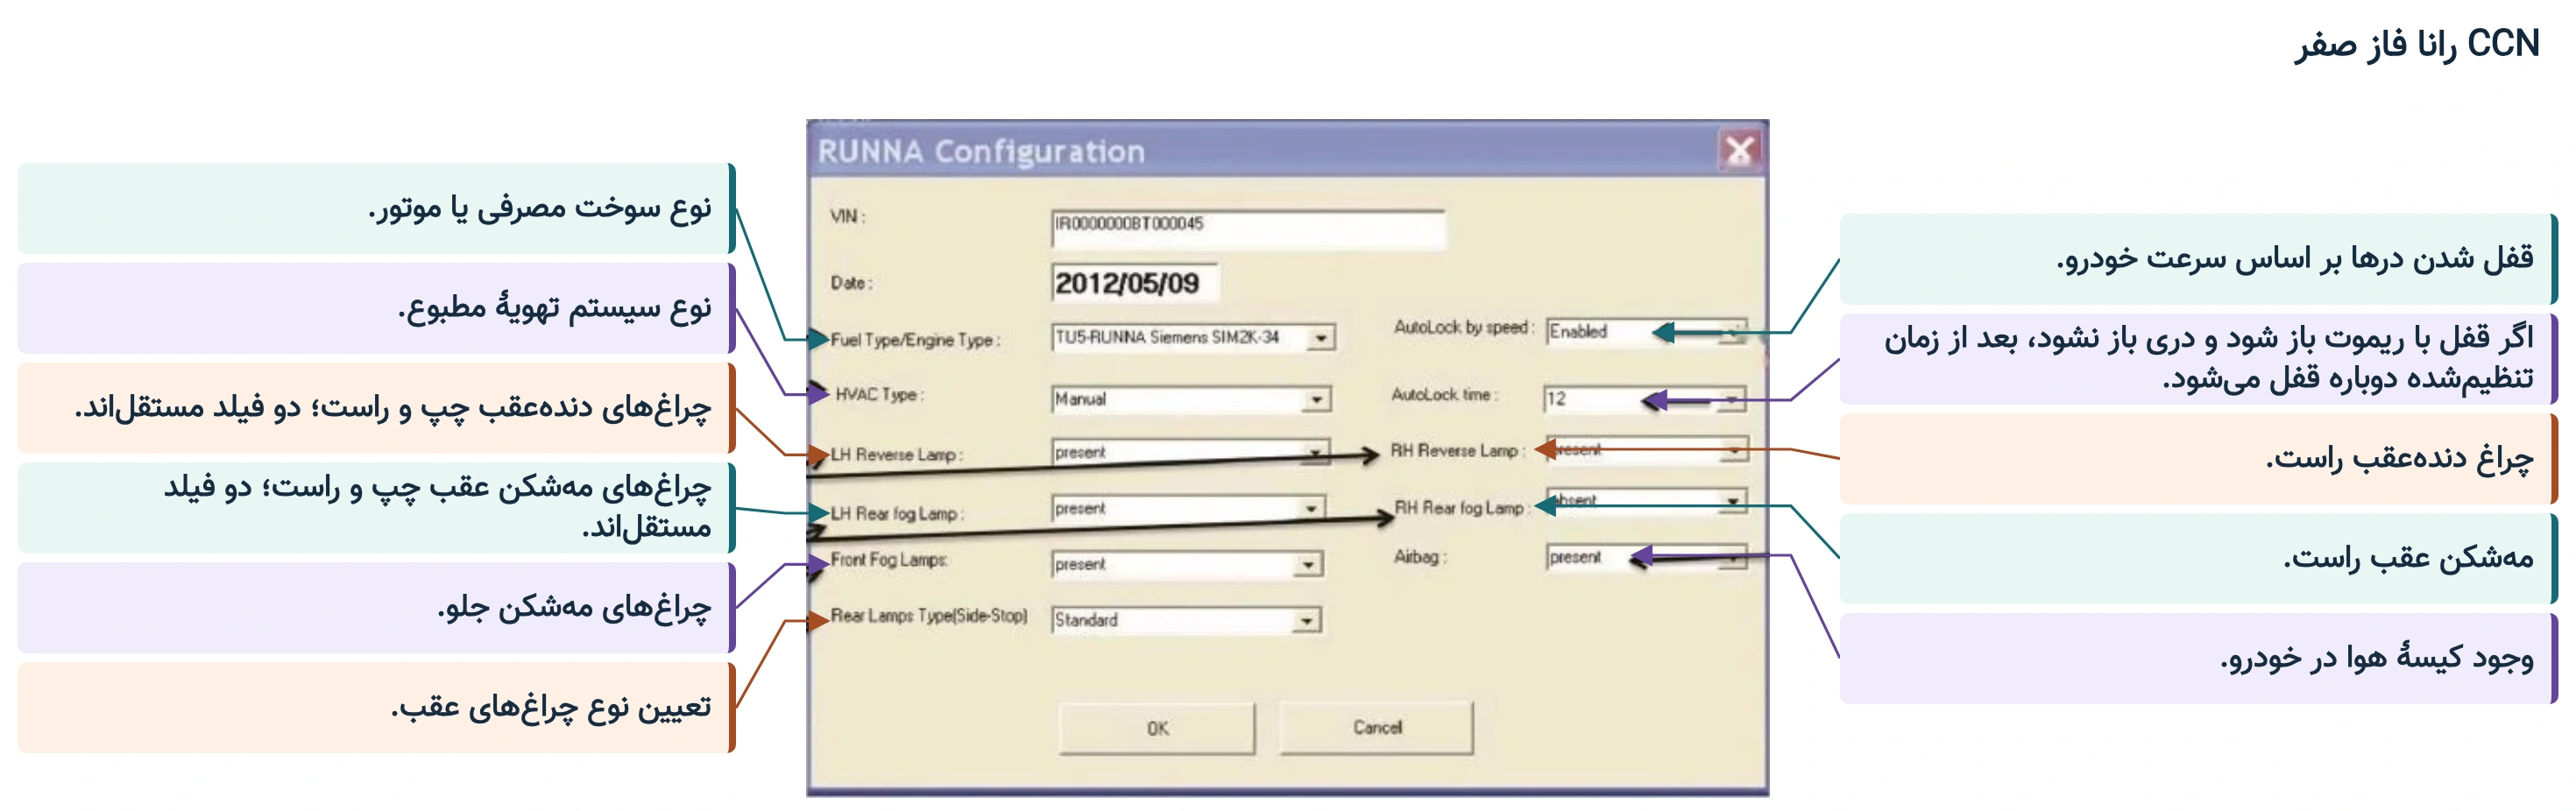 CCN رانا فاز صفر
نوع سوخت مصرفی یا موتور.
نوع سیستم تهویهٔ مطبوع.
چراغ‌های دنده‌عقب چپ و راست؛ دو فیلد مستقل‌اند.
چراغ‌های مه‌شکن عقب چپ و راست؛ دو فیلد
مستقل‌اند.
چراغ‌های مه‌شکن جلو.
تعیین نوع چراغ‌های عقب.
RUNNA Configuration
VIN : IR0000000BT000045
Date : 2012/05/09
Fuel Type/Engine Type : TU5-RUNNA Siemens SIM2K-34
AutoLock by speed : Enabled
HVAC Type : Manual
AutoLock time : 12
LH Reverse Lamp : present
RH Reverse Lamp : present
LH Rear fog Lamp : present
RH Rear fog Lamp : absent
Front Fog Lamps: present
Airbag : present
Rear Lamps Type(Side-Stop) Standard
OK Cancel
قفل شدن درها بر اساس سرعت خودرو.
اگر قفل با ریموت باز شود و دری باز نشود، بعد از زمان
تنظیم‌شده دوباره قفل می‌شود.
چراغ دنده‌عقب راست.
مه‌شکن عقب راست.
وجود کیسهٔ هوا در خودرو.